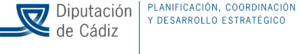 Diputación
de Cádiz
PLANIFICACIÓN, COORDINACIÓN
Y DESARROLLO ESTRATÉGICO